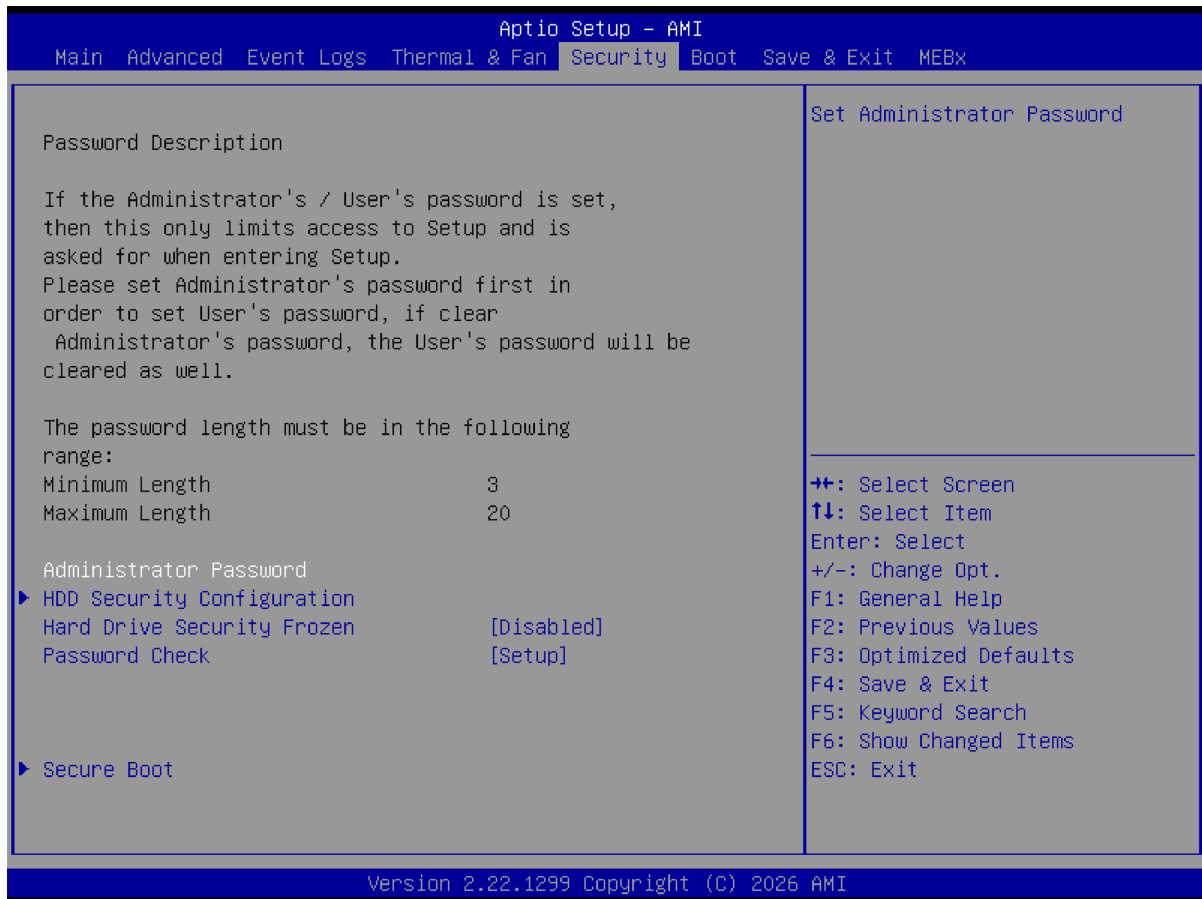 Aptio Setup – AMI
Main Advanced Event Logs Thermal & Fan Security Boot Save & Exit MEBx
Password Description
If the Administrator's / User's password is set,
then this only limits access to Setup and is
asked for when entering Setup.
Please set Administrator's password first in
order to set User's password, if clear
Administrator's password, the User's password will be
cleared as well.
The password length must be in the following
range:
Minimum Length 3
Maximum Length 20
Administrator Password
HDD Security Configuration
Hard Drive Security Frozen [Disabled]
Password Check [Setup]
Secure Boot
Set Administrator Password
→←: Select Screen
↑↓: Select Item
Enter: Select
+/-: Change Opt.
F1: General Help
F2: Previous Values
F3: Optimized Defaults
F4: Save & Exit
F5: Keyword Search
F6: Show Changed Items
ESC: Exit
Version 2.22.1299 Copyright (C) 2026 AMI